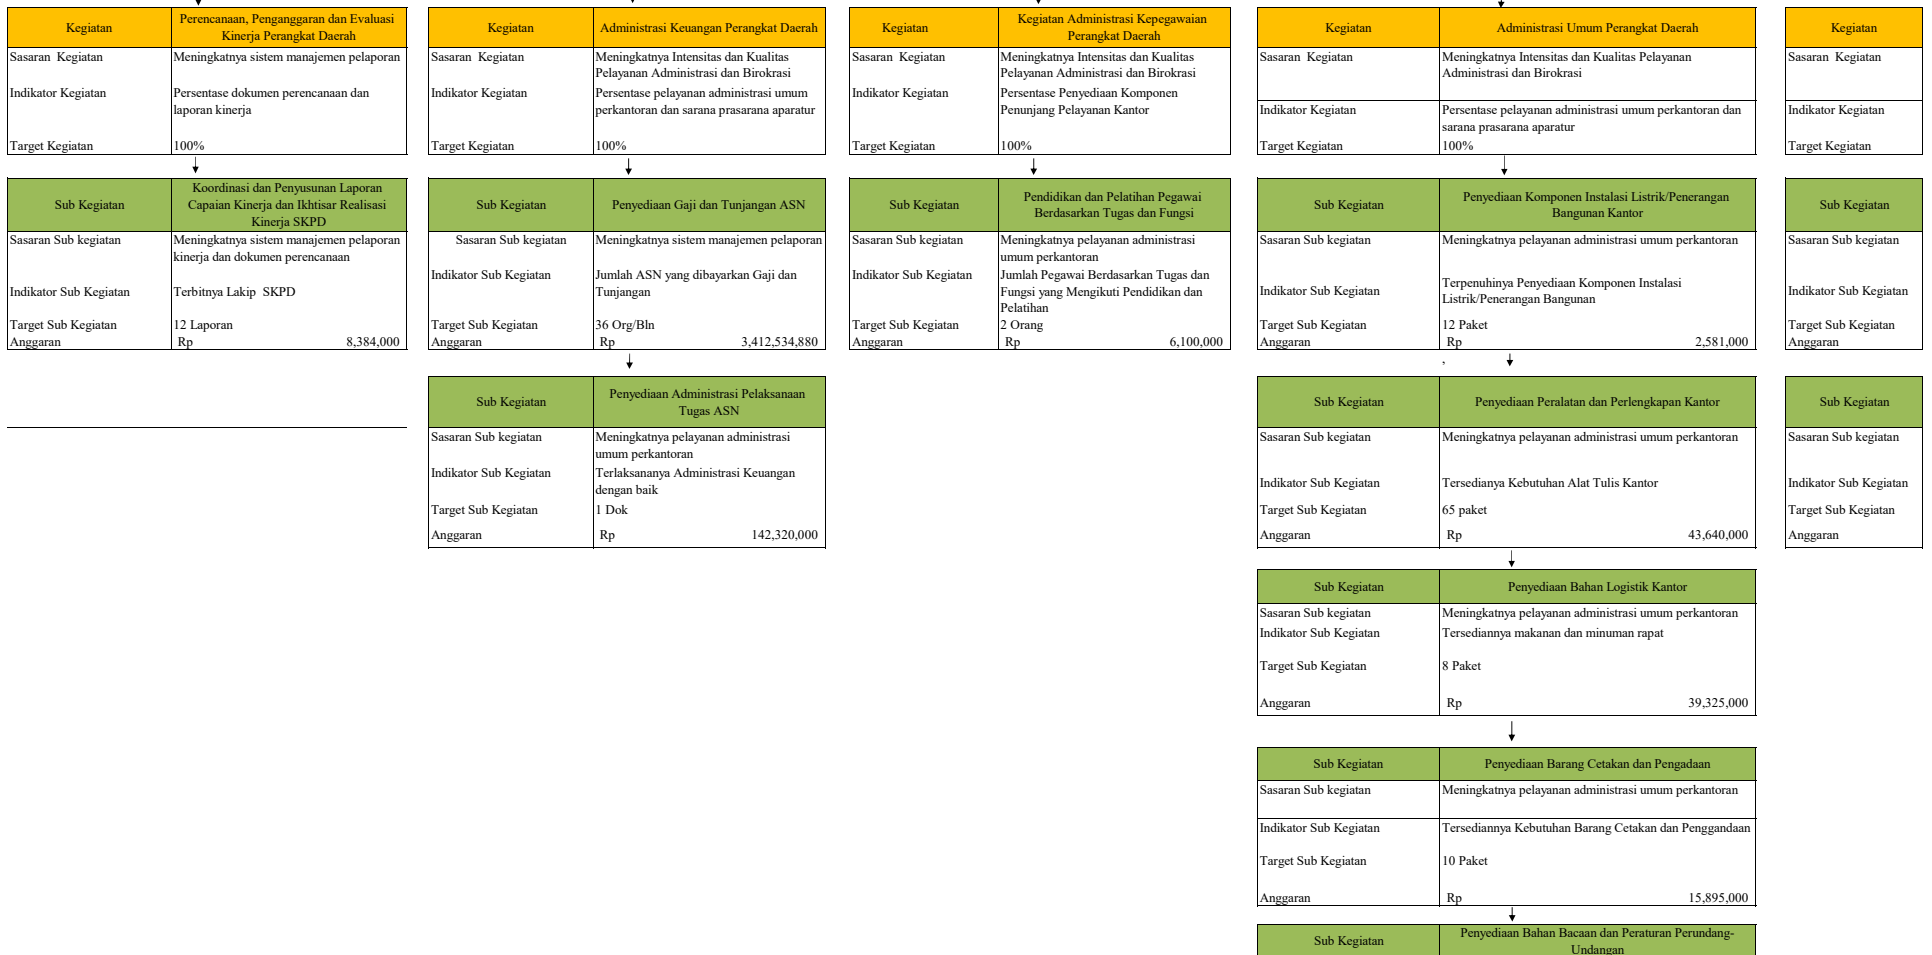 Kegiatan
Perencanaan, Penganggaran dan Evaluasi
Kinerja Perangkat Daerah
Sasaran  Kegiatan
Meningkatnya sistem manajemen pelaporan
Indikator Kegiatan
Persentase dokumen perencanaan dan
laporan kinerja
Target Kegiatan
100%
Sub Kegiatan
Koordinasi dan Penyusunan Laporan
Capaian Kinerja dan Ikhtisar Realisasi
Kinerja SKPD
Sasaran Sub kegiatan
Meningkatnya sistem manajemen pelaporan
kinerja dan dokumen perencanaan
Indikator Sub Kegiatan
Terbitnya Lakip  SKPD
Target Sub Kegiatan
12 Laporan
Anggaran
Rp 8,384,000
Kegiatan
Administrasi Keuangan Perangkat Daerah
Sasaran  Kegiatan
Meningkatnya Intensitas dan Kualitas
Pelayanan Administrasi dan Birokrasi
Indikator Kegiatan
Persentase pelayanan administrasi umum
perkantoran dan sarana prasarana aparatur
Target Kegiatan
100%
Sub Kegiatan
Penyediaan Gaji dan Tunjangan ASN
Sasaran Sub kegiatan
Meningkatnya sistem manajemen pelaporan
Indikator Sub Kegiatan
Jumlah ASN yang dibayarkan Gaji dan
Tunjangan
Target Sub Kegiatan
36 Org/Bln
Anggaran
Rp 3,412,534,880
Sub Kegiatan
Penyediaan Administrasi Pelaksanaan
Tugas ASN
Sasaran Sub kegiatan
Meningkatnya pelayanan administrasi
umum perkantoran
Indikator Sub Kegiatan
Terlaksananya Administrasi Keuangan
dengan baik
Target Sub Kegiatan
1 Dok
Anggaran
Rp 142,320,000
Kegiatan
Kegiatan Administrasi Kepegawaian
Perangkat Daerah
Sasaran  Kegiatan
Meningkatnya Intensitas dan Kualitas
Pelayanan Administrasi dan Birokrasi
Indikator Kegiatan
Persentase Penyediaan Komponen
Penunjang Pelayanan Kantor
Target Kegiatan
100%
Sub Kegiatan
Pendidikan dan Pelatihan Pegawai
Berdasarkan Tugas dan Fungsi
Sasaran Sub kegiatan
Meningkatnya pelayanan administrasi
umum perkantoran
Indikator Sub Kegiatan
Jumlah Pegawai Berdasarkan Tugas dan
Fungsi yang Mengikuti Pendidikan dan
Pelatihan
Target Sub Kegiatan
2 Orang
Anggaran
Rp 6,100,000
Kegiatan
Administrasi Umum Perangkat Daerah
Sasaran  Kegiatan
Meningkatnya Intensitas dan Kualitas Pelayanan
Administrasi dan Birokrasi
Indikator Kegiatan
Persentase pelayanan administrasi umum perkantoran dan
sarana prasarana aparatur
Target Kegiatan
100%
Sub Kegiatan
Penyediaan Komponen Instalasi Listrik/Penerangan
Bangunan Kantor
Sasaran Sub kegiatan
Meningkatnya pelayanan administrasi umum perkantoran
Indikator Sub Kegiatan
Terpenuhinya Penyediaan Komponen Instalasi
Listrik/Penerangan Bangunan
Target Sub Kegiatan
12 Paket
Anggaran
Rp 2,581,000
,
Sub Kegiatan
Penyediaan Peralatan dan Perlengkapan Kantor
Sasaran Sub kegiatan
Meningkatnya pelayanan administrasi umum perkantoran
Indikator Sub Kegiatan
Tersedianya Kebutuhan Alat Tulis Kantor
Target Sub Kegiatan
65 paket
Anggaran
Rp 43,640,000
Sub Kegiatan
Penyediaan Bahan Logistik Kantor
Sasaran Sub kegiatan
Meningkatnya pelayanan administrasi umum perkantoran
Indikator Sub Kegiatan
Tersediannya makanan dan minuman rapat
Target Sub Kegiatan
8 Paket
Anggaran
Rp 39,325,000
Sub Kegiatan
Penyediaan Barang Cetakan dan Pengadaan
Sasaran Sub kegiatan
Meningkatnya pelayanan administrasi umum perkantoran
Indikator Sub Kegiatan
Tersediannya Kebutuhan Barang Cetakan dan Penggandaan
Target Sub Kegiatan
10 Paket
Anggaran
Rp 15,895,000
Sub Kegiatan
Penyediaan Bahan Bacaan dan Peraturan Perundang-
Undangan
Kegiatan
Sasaran  Kegiatan
Indikator Kegiatan
Target Kegiatan
Sub Kegiatan
Sasaran Sub kegiatan
Indikator Sub Kegiatan
Target Sub Kegiatan
Anggaran
Sub Kegiatan
Sasaran Sub kegiatan
Indikator Sub Kegiatan
Target Sub Kegiatan
Anggaran